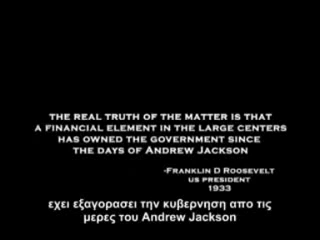 THE REAL TRUTH OF THE MATTER IS THAT
A FINANCIAL ELEMENT IN THE LARGE CENTERS
HAS OWNED THE GOVERNMENT SINCE
THE DAYS OF ANDREW JACKSON
-FRANKLIN D ROOSEVELT
US PRESIDENT
1933
εχει εξαγορασει την κυβερνηση απο τις
μερες του Andrew Jackson